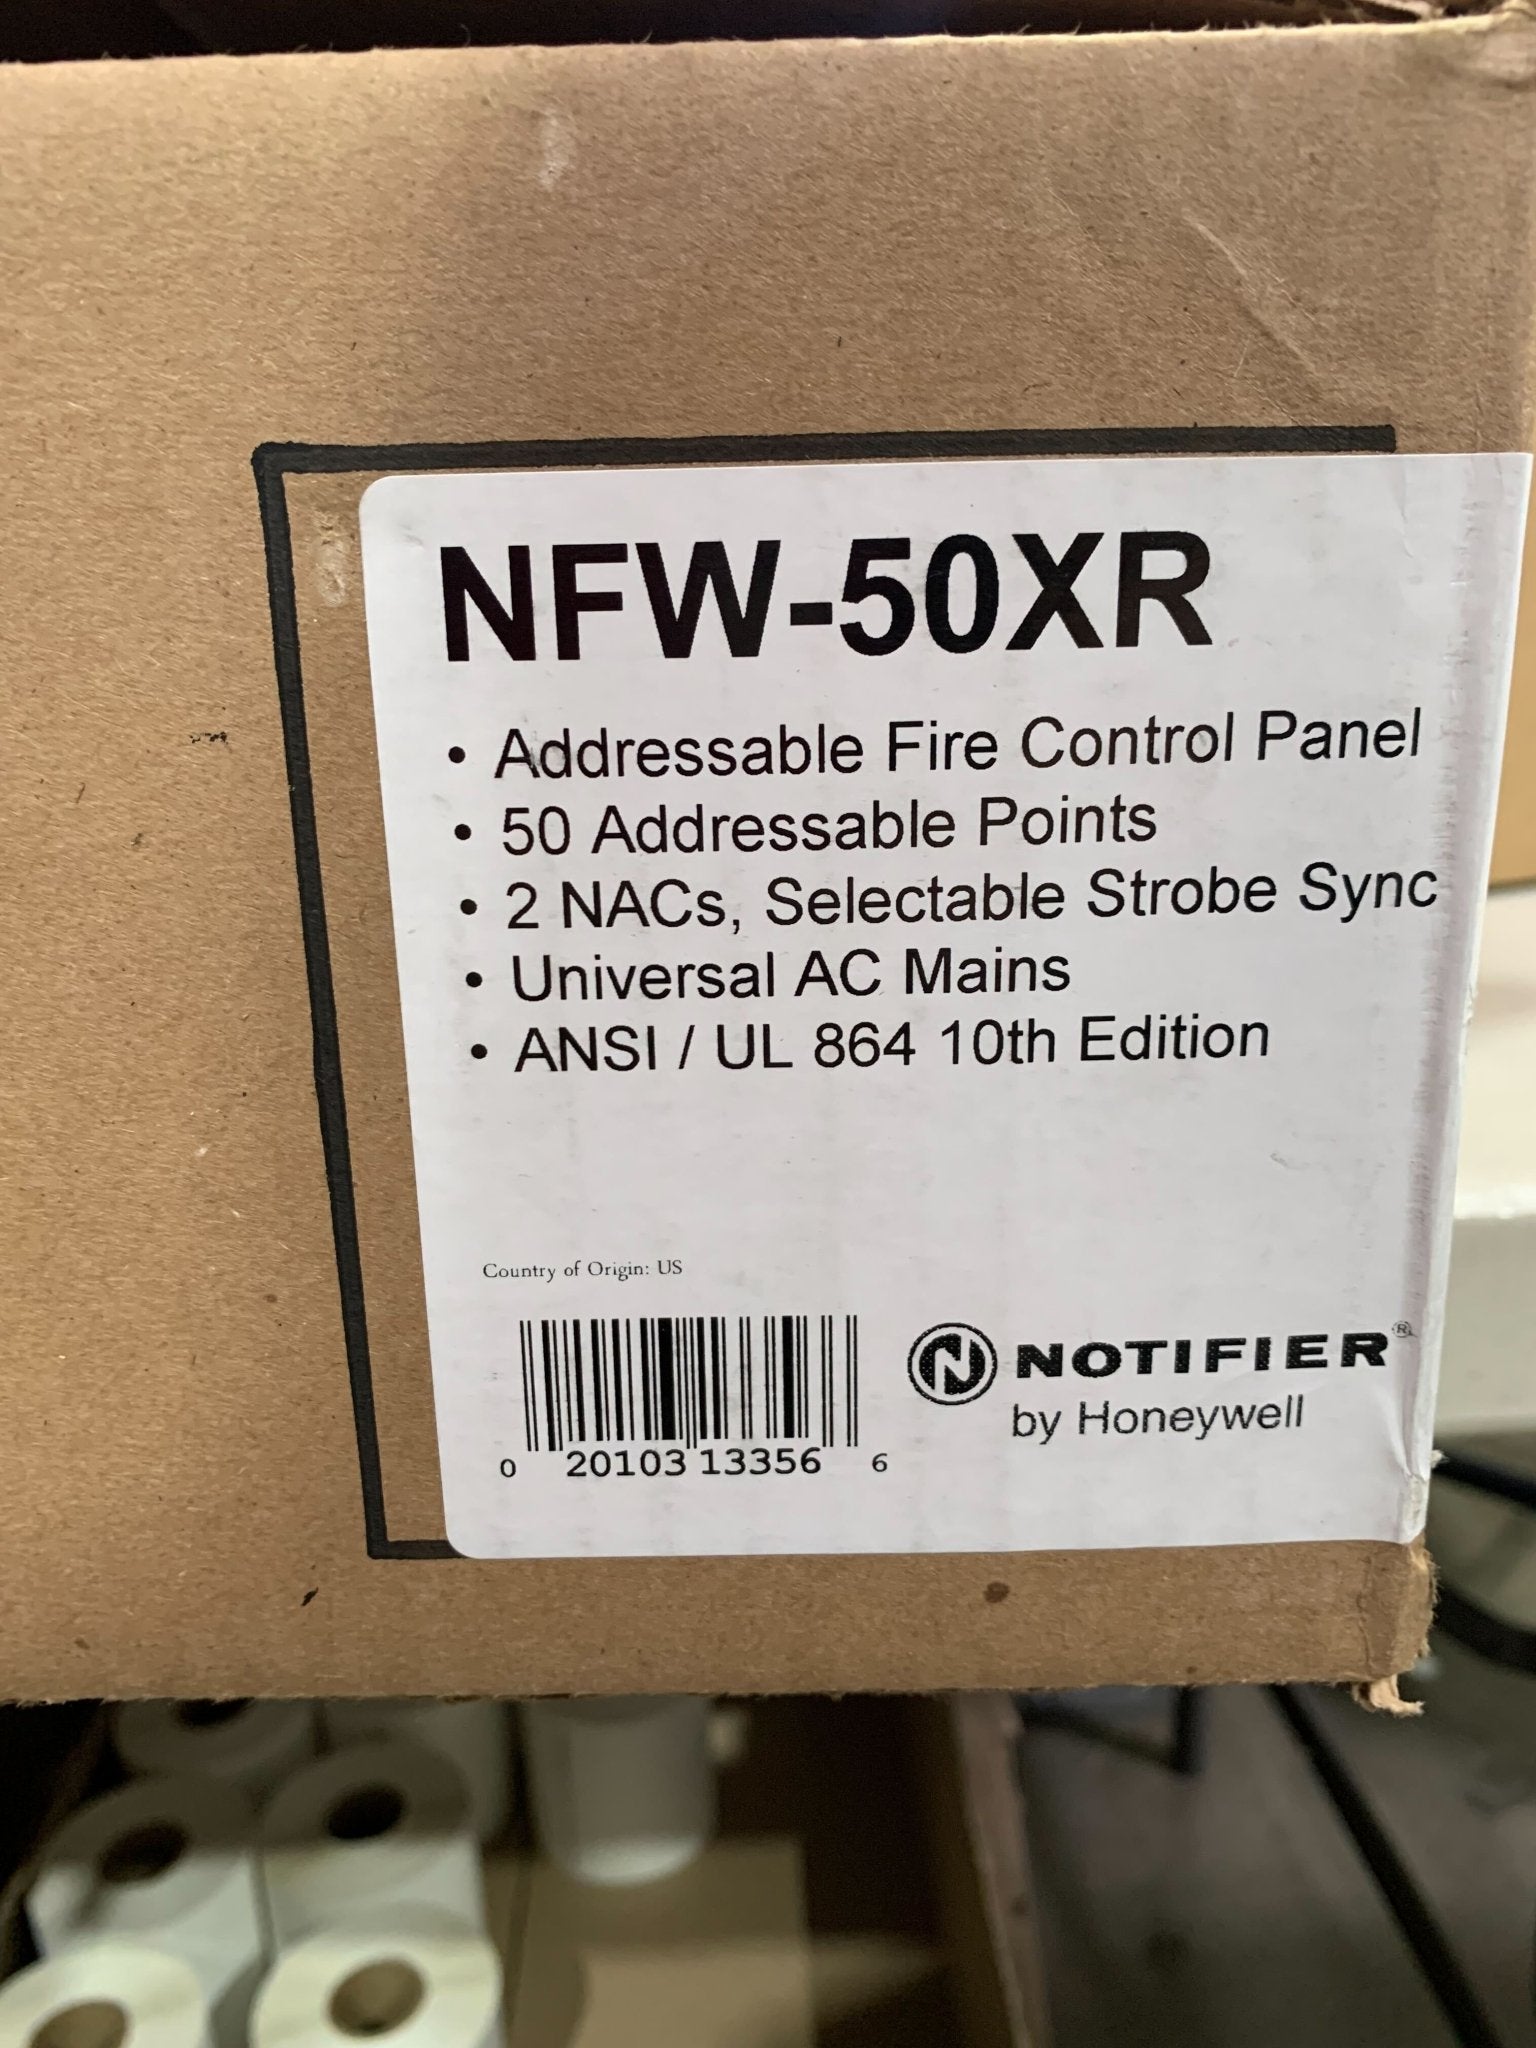 NFW-50XR
• Addressable Fire Control Panel
• 50 Addressable Points
• 2 NACs, Selectable Strobe Sync
• Universal AC Mains
• ANSI / UL 864 10th Edition
Country of Origin: US
0 20103 13356 6
N NOTIFIER®
by Honeywell